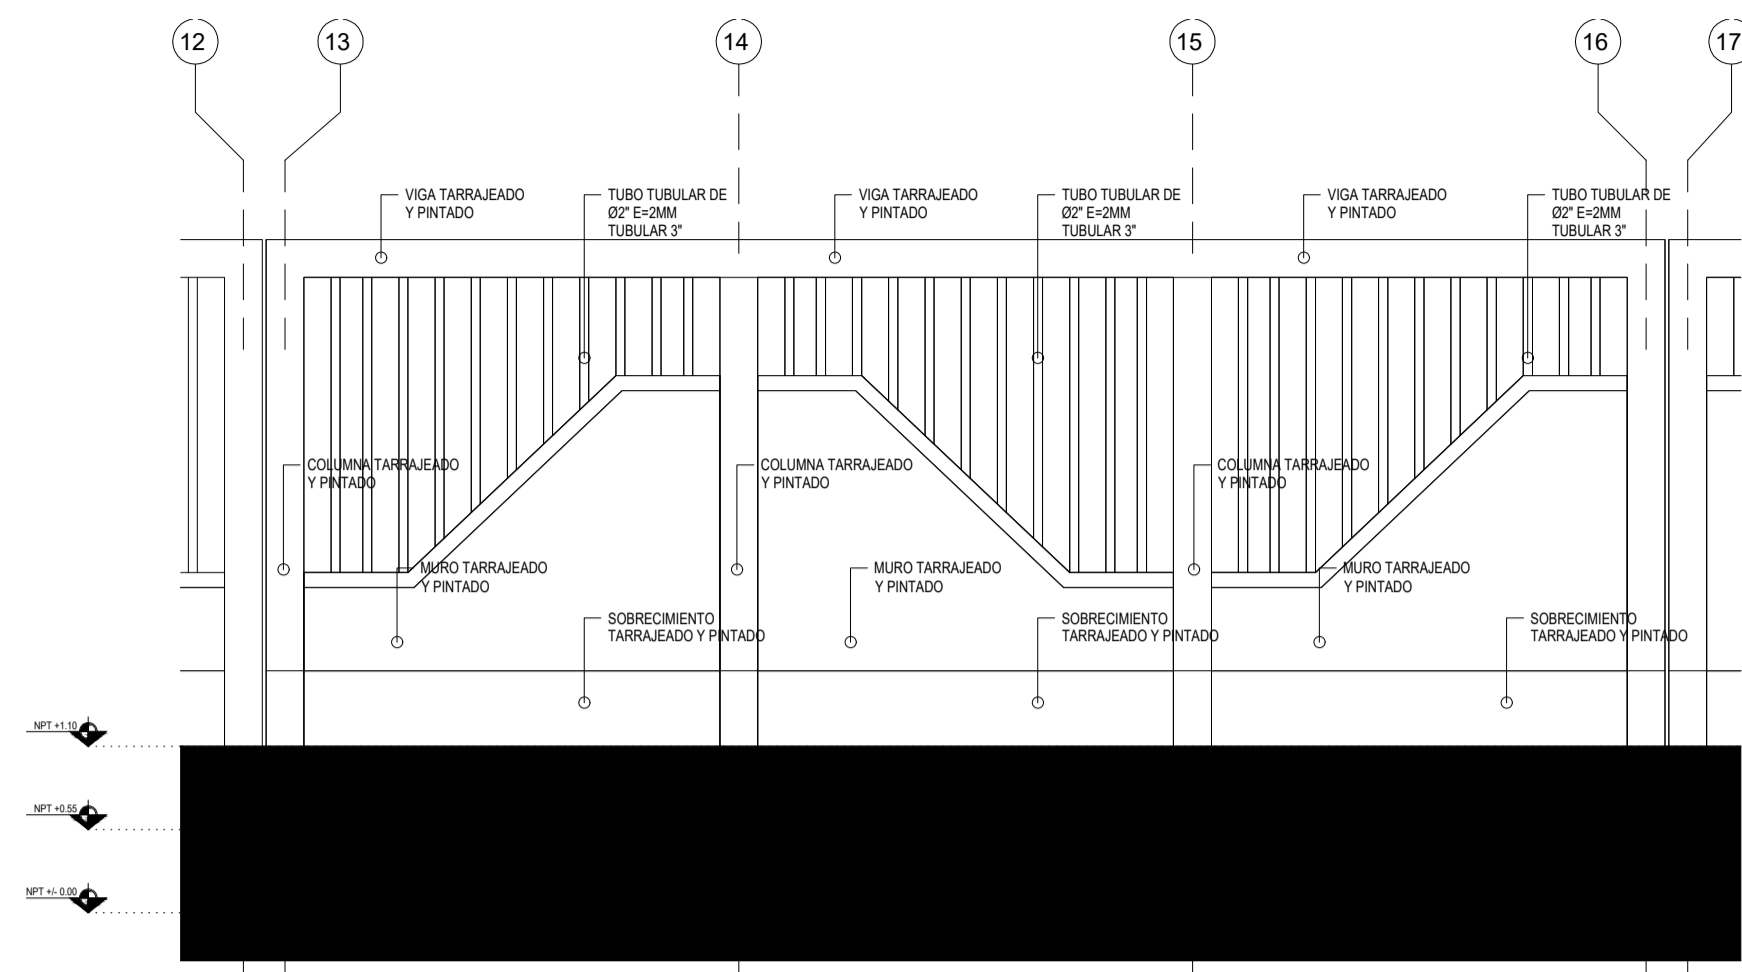 12
13
14
15
16
17
VIGA TARRAJEADO
Y PINTADO
TUBO TUBULAR DE
Ø2" E=2MM
TUBULAR 3"
VIGA TARRAJEADO
Y PINTADO
TUBO TUBULAR DE
Ø2" E=2MM
TUBULAR 3"
VIGA TARRAJEADO
Y PINTADO
TUBO TUBULAR DE
Ø2" E=2MM
TUBULAR 3"
COLUMNA TARRAJEADO
Y PINTADO
COLUMNA TARRAJEADO
Y PINTADO
COLUMNA TARRAJEADO
Y PINTADO
MURO TARRAJEADO
Y PINTADO
MURO TARRAJEADO
Y PINTADO
MURO TARRAJEADO
Y PINTADO
SOBRECIMIENTO
TARRAJEADO Y PINTADO
SOBRECIMIENTO
TARRAJEADO Y PINTADO
SOBRECIMIENTO
TARRAJEADO Y PINTADO
NPT +1.10
NPT +0.55
NPT +/- 0.00